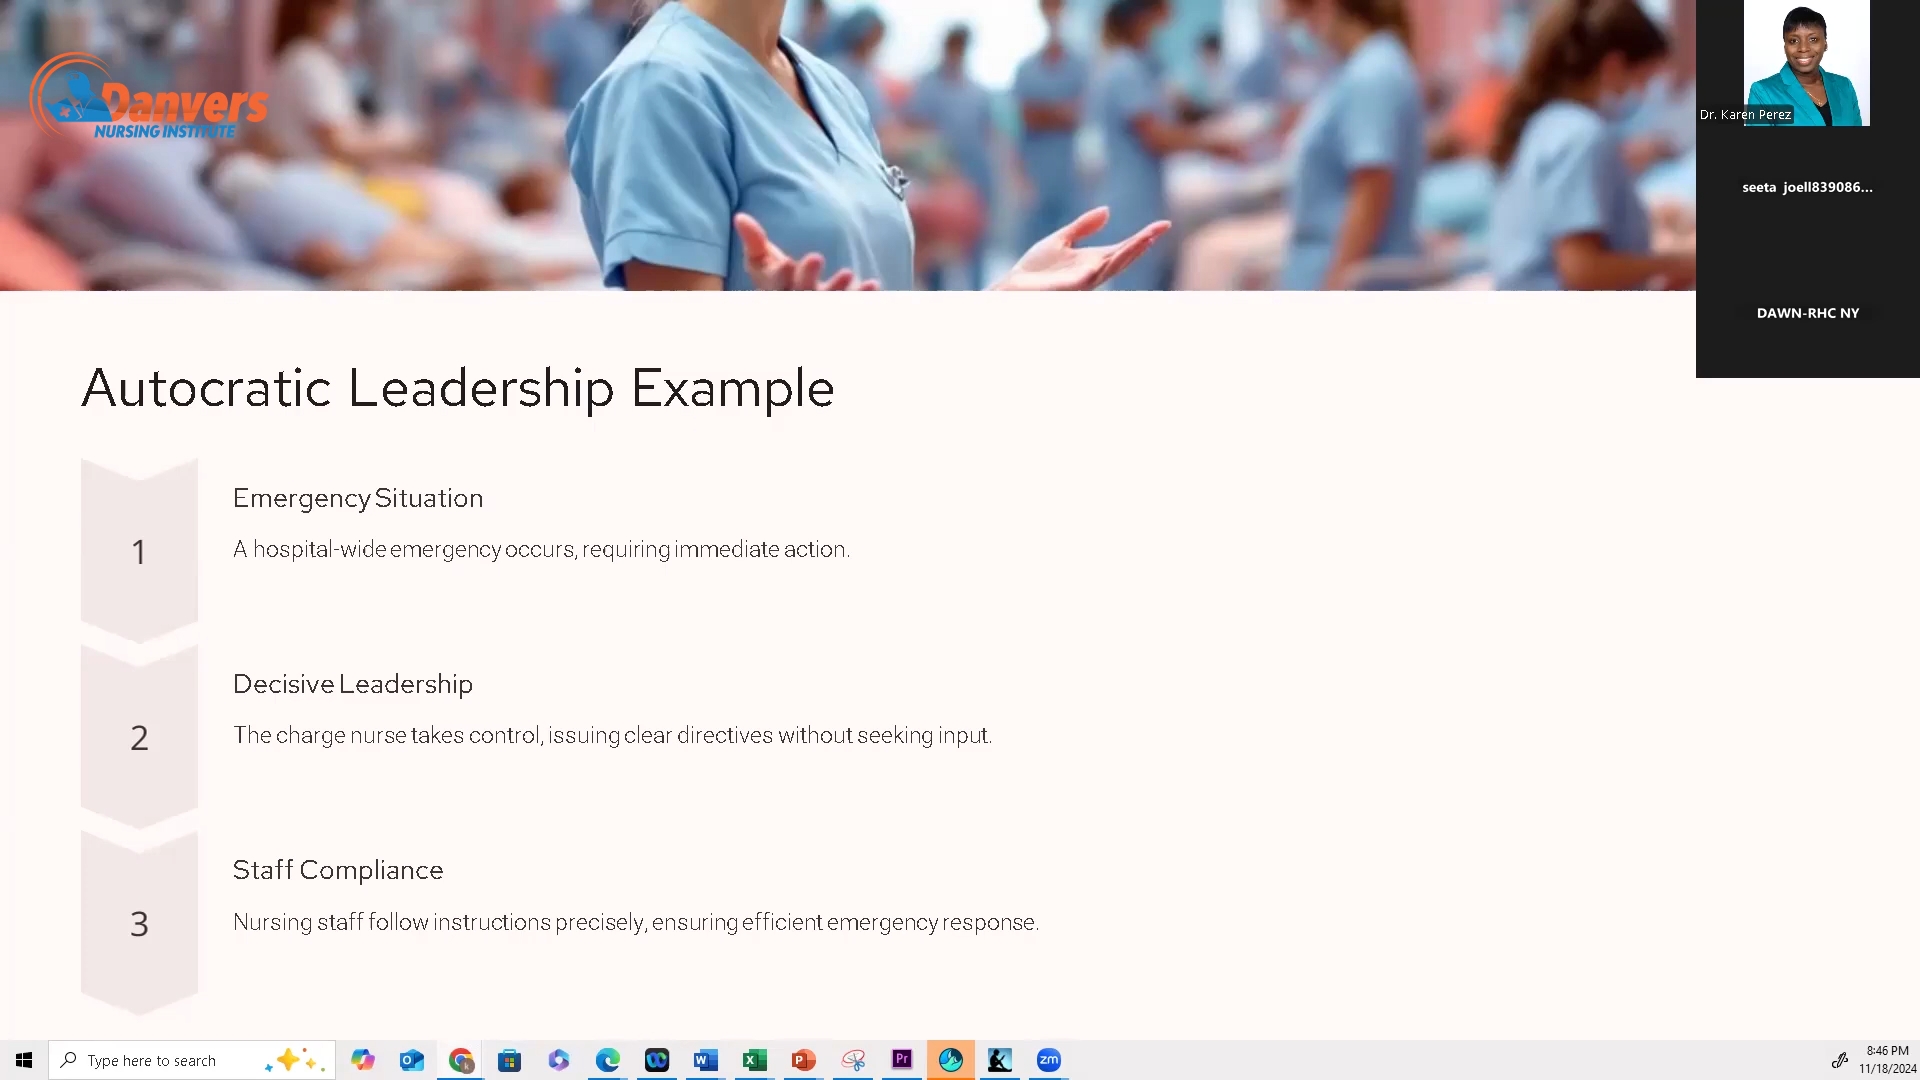 Danvers
NURSING INSTITUTE
Dr. Karen Perez
seeta joell839086...
DAWN-RHC NY
Autocratic Leadership Example
1
Emergency Situation
A hospital-wide emergency occurs, requiring immediate action.
2
Decisive Leadership
The charge nurse takes control, issuing clear directives without seeking input.
3
Staff Compliance
Nursing staff follow instructions precisely, ensuring efficient emergency response.
Type here to search
Pr
zm
8:46 PM
11/18/2024